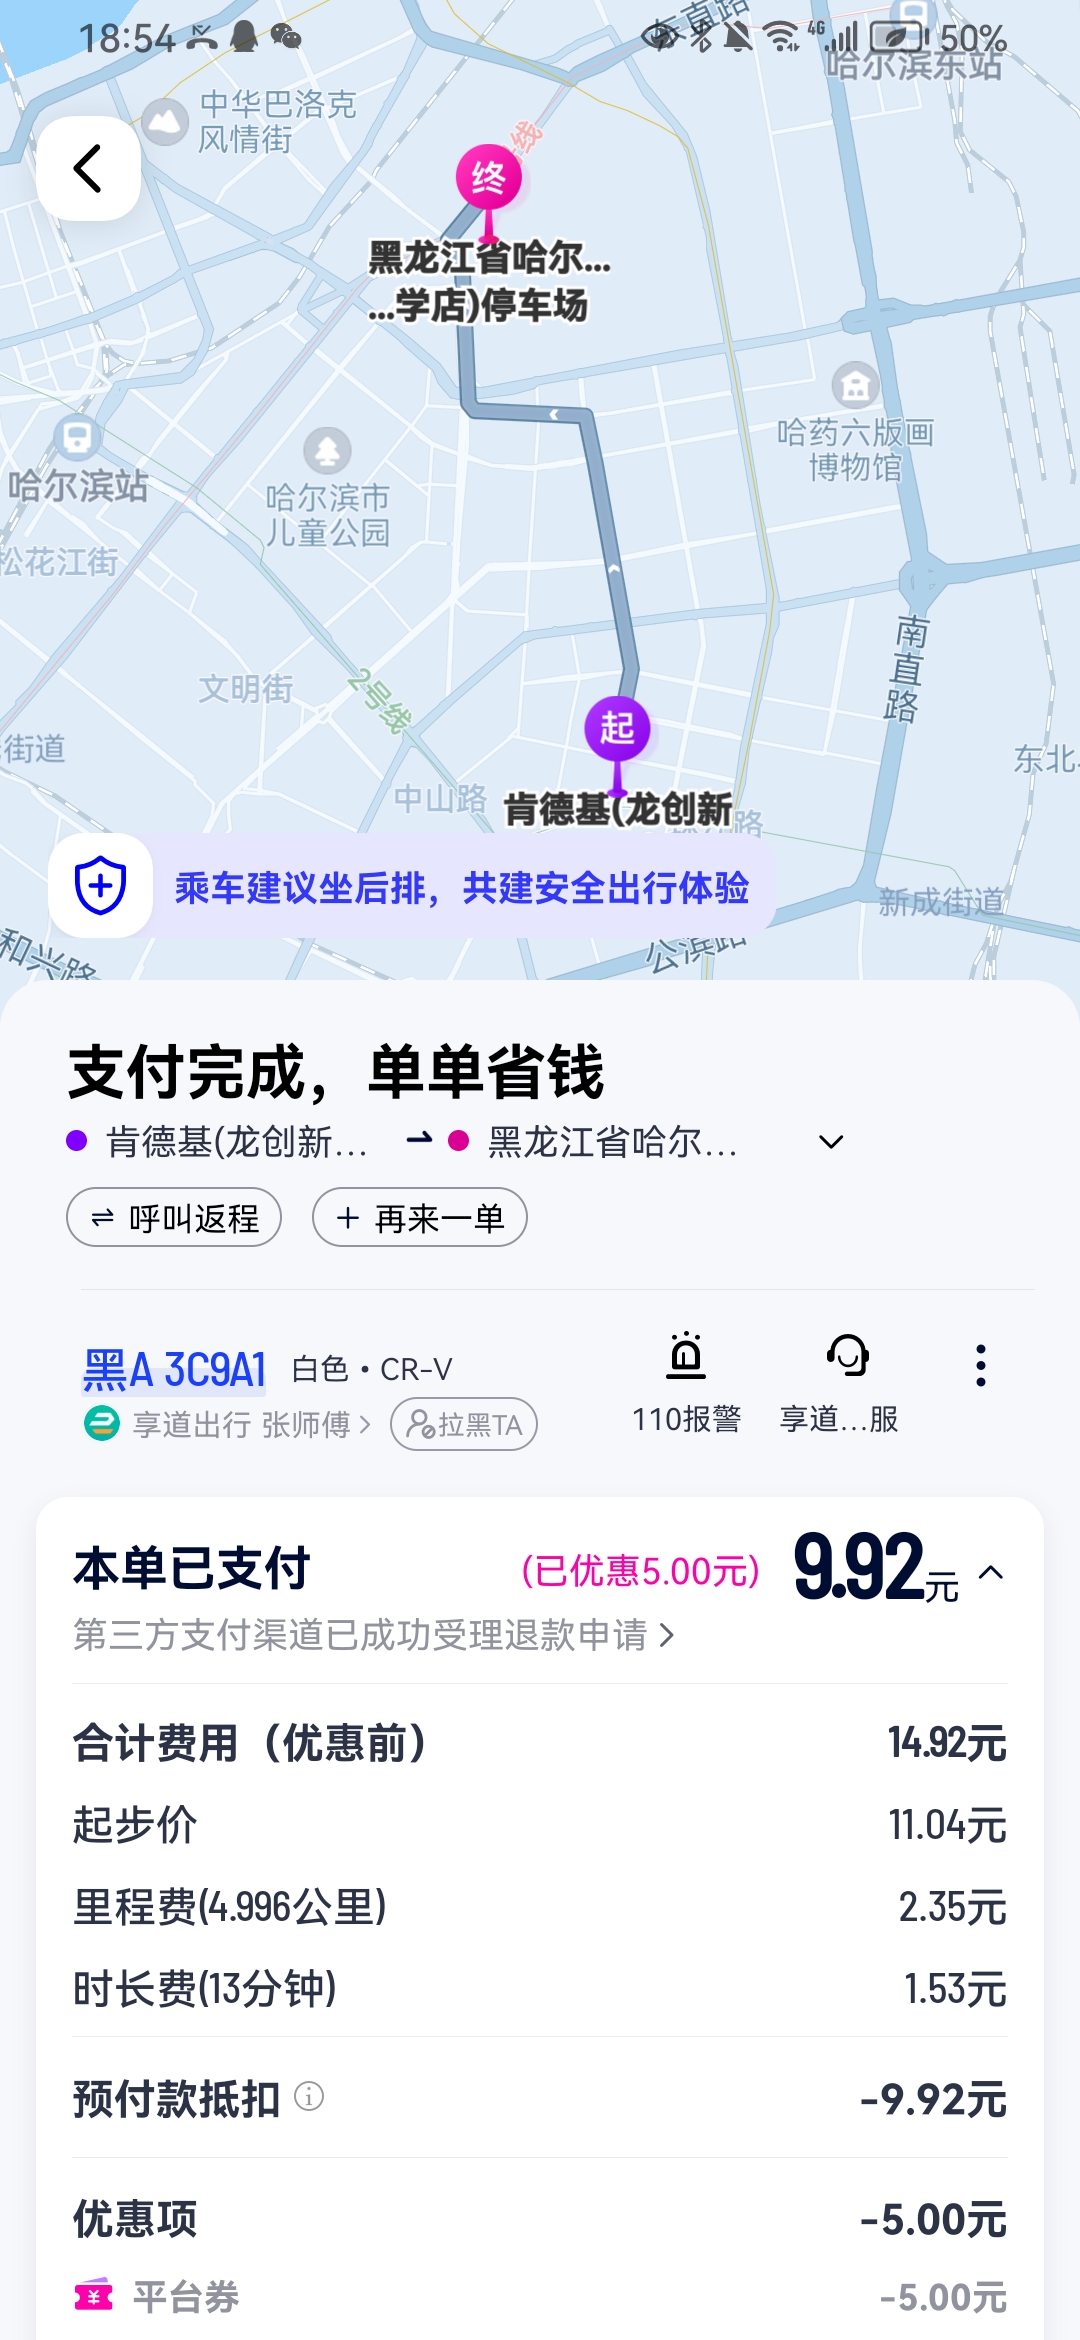 18:54
4G
50%
哈尔滨东站
中华巴洛克
风情街
终
黑龙江省哈尔...
...学店)停车场
哈药六版画
博物馆
哈尔滨站
哈尔滨市
儿童公园
松花江街
南直路
文明街
2号线
街道
东北
起
中山路
肯德基(龙创新
路
乘车建议坐后排，共建安全出行体验
新成街道
和兴路
公滨路
支付完成，单单省钱
肯德基(龙创新... 黑龙江省哈尔...
呼叫返程 再来一单
黑A 3C9A1 白色·CR-V
享道出行 张师傅 拉黑TA
110报警 享道...服
本单已支付 (已优惠5.00元) 9.92元
第三方支付渠道已成功受理退款申请
合计费用（优惠前） 14.92元
起步价 11.04元
里程费(4.996公里) 2.35元
时长费(13分钟) 1.53元
预付款抵扣 -9.92元
优惠项 -5.00元
平台券 -5.00元